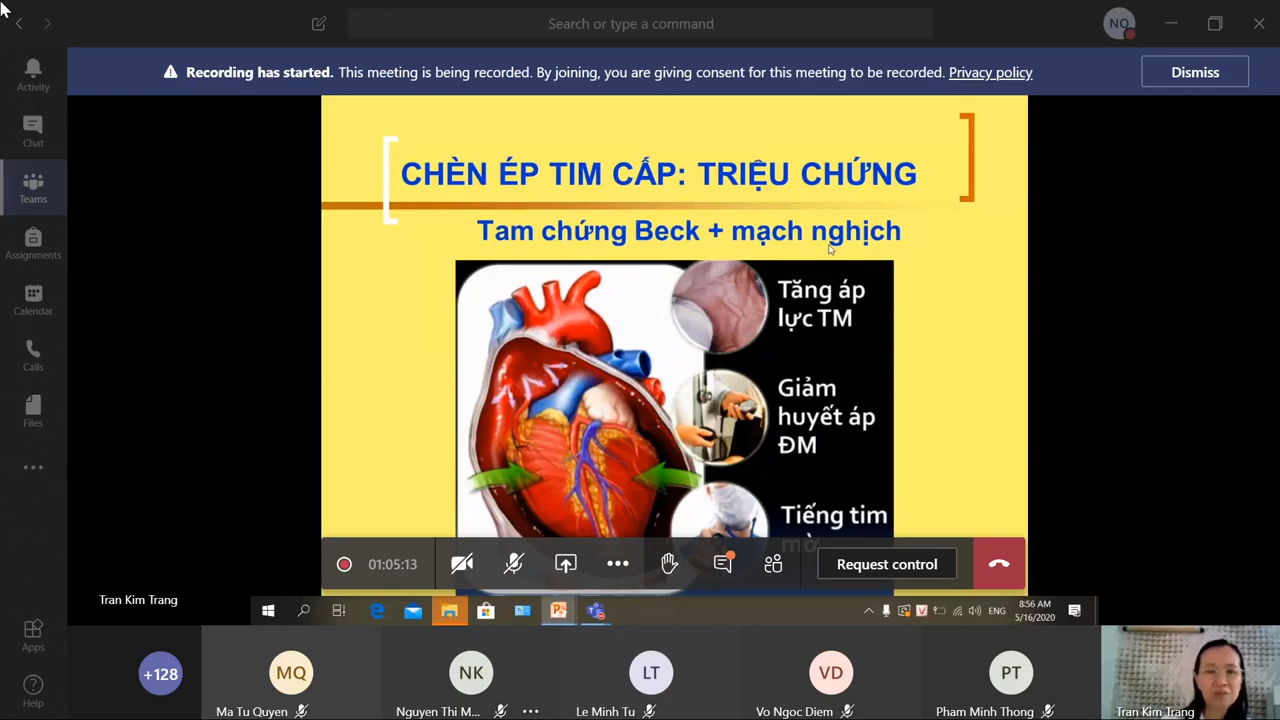 Search or type a command
NQ
Activity
Chat
Teams
Assignments
Calendar
Calls
Files
Apps
Help
Recording has started. This meeting is being recorded. By joining, you are giving consent for this meeting to be recorded. Privacy policy
Dismiss
CHÈN ÉP TIM CẤP: TRIỆU CHỨNG
Tam chứng Beck + mạch nghịch
Tăng áp
lực TM
Giảm
huyết áp
ĐM
Tiếng tim
mờ
01:05:13
Request control
Tran Kim Trang
ENG
8:56 AM
5/16/2020
+128
MQ
NK
LT
VD
PT
Ma Tu Quyen
Nguyen Thi M...
Le Minh Tu
Vo Ngoc Diem
Pham Minh Thong
Tran Kim Trang